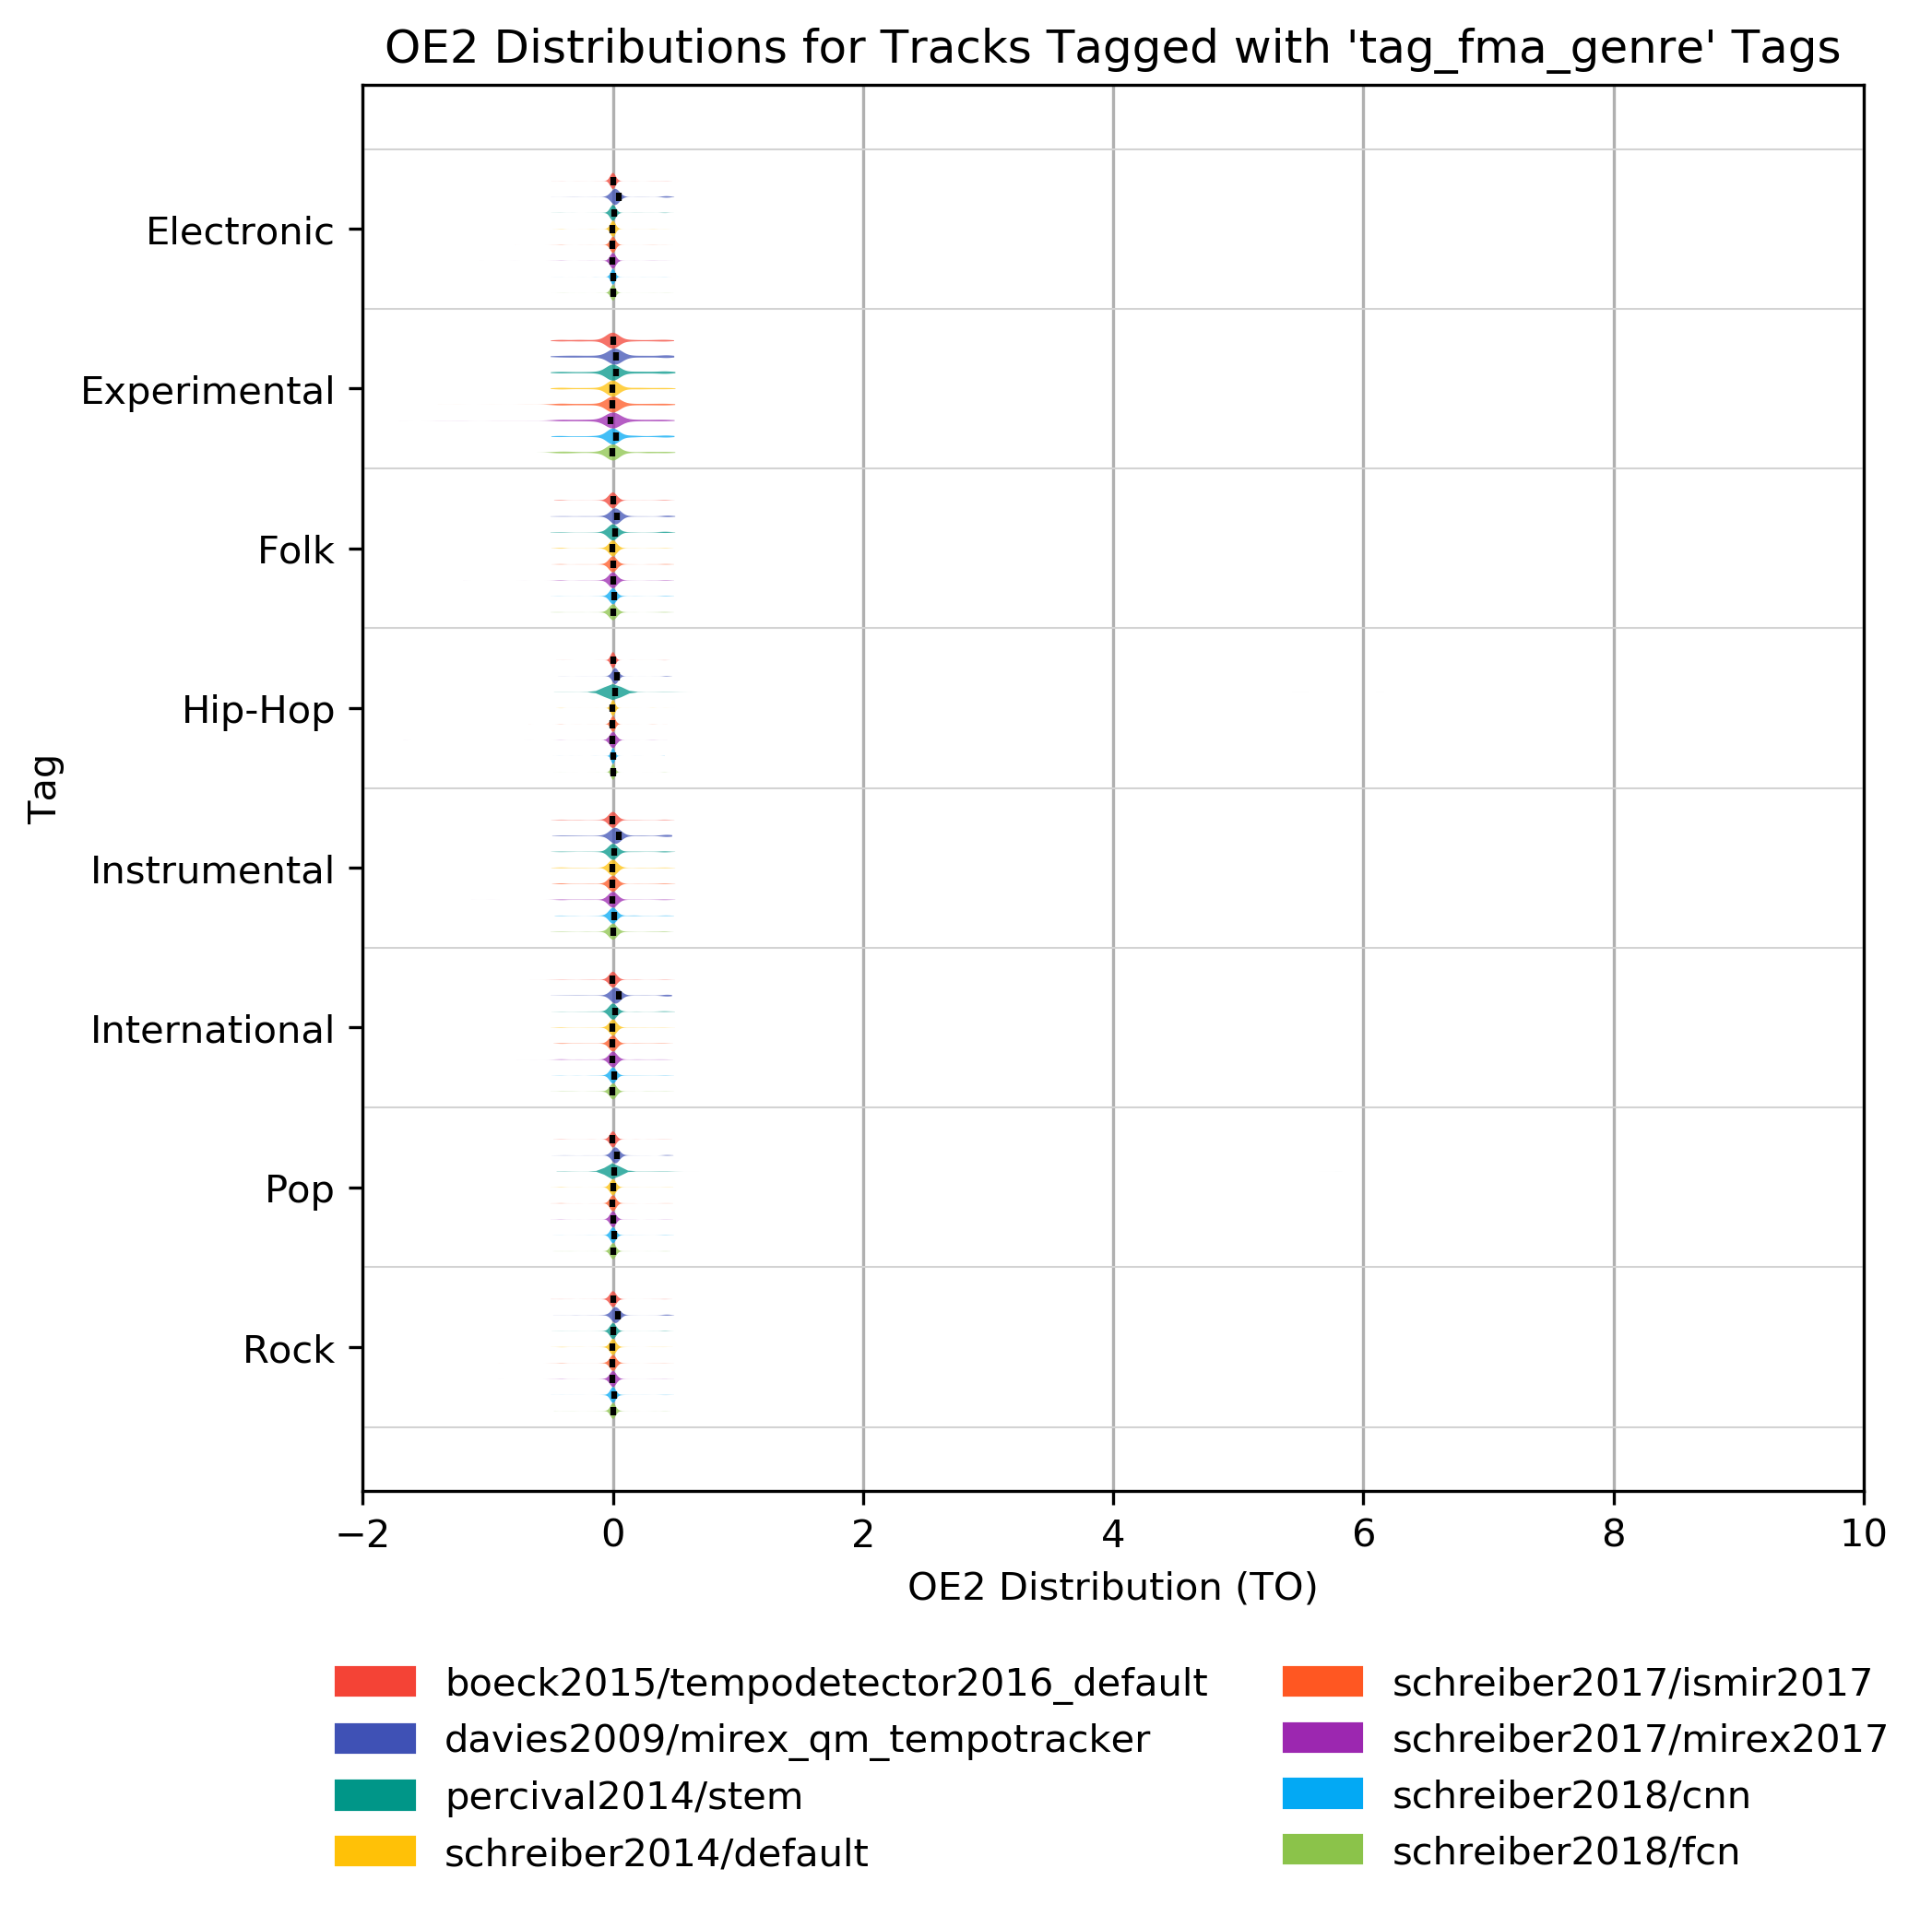 OE2 Distributions for Tracks Tagged with 'tag_fma_genre' Tags
Electronic
Experimental
Folk
Hip-Hop
Instrumental
International
Pop
Rock
Tag
−2 0 2 4 6 8 10
OE2 Distribution (TO)
boeck2015/tempodetector2016_default
davies2009/mirex_qm_tempotracker
percival2014/stem
schreiber2014/default
schreiber2017/ismir2017
schreiber2017/mirex2017
schreiber2018/cnn
schreiber2018/fcn